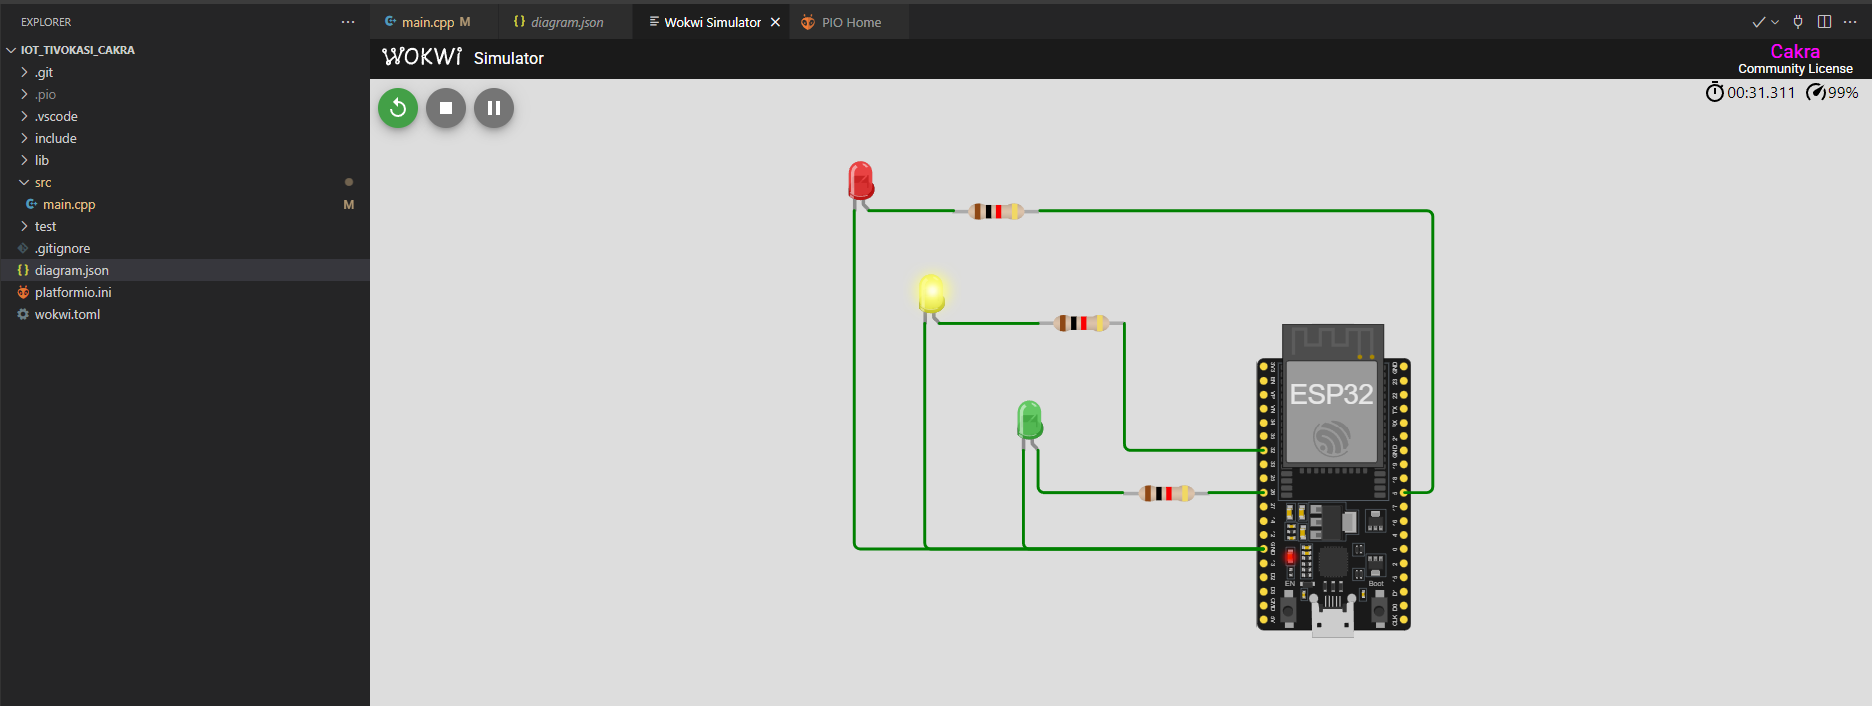 EXPLORER
IOT_TIVOKASI_CAKRA
.git
.pio
.vscode
include
lib
src
main.cpp M
test
.gitignore
diagram.json
platformio.ini
wokwi.toml
main.cpp M
diagram.json
Wokwi Simulator
PIO Home
WOKWI Simulator
Cakra
Community License
00:31.311 99%
ESP32
EN
Boot